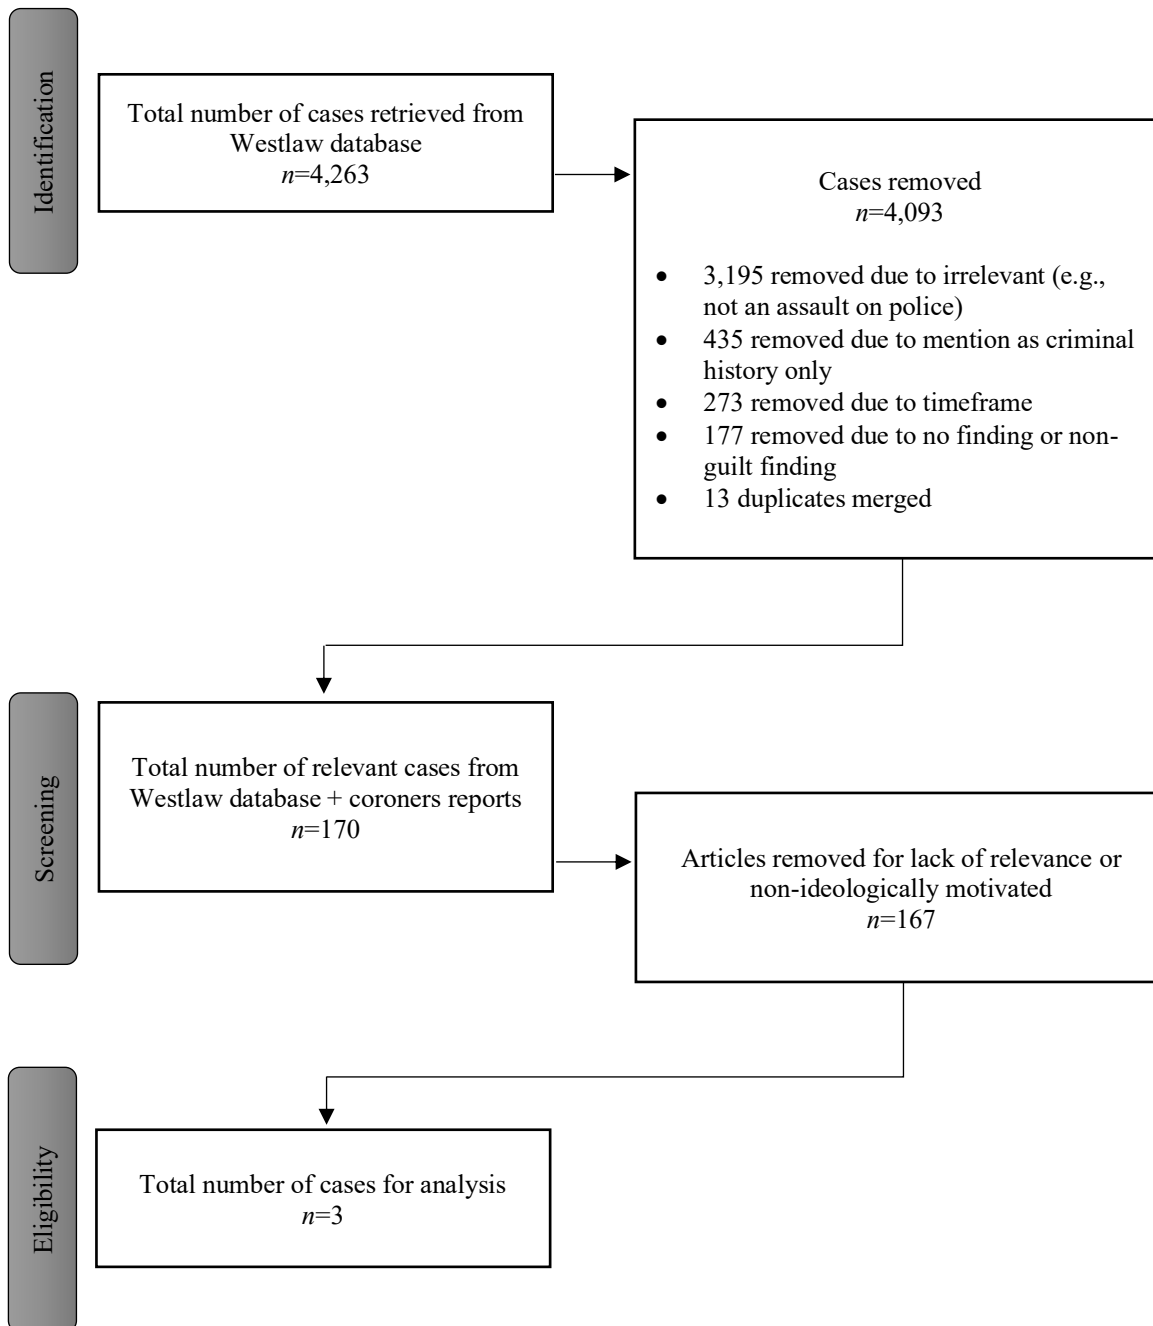 Identification
Total number of cases retrieved from
Westlaw database
n=4,263
Cases removed
n=4,093
• 3,195 removed due to irrelevant (e.g.,
not an assault on police)
• 435 removed due to mention as criminal
history only
• 273 removed due to timeframe
• 177 removed due to no finding or non-
guilt finding
• 13 duplicates merged
Screening
Total number of relevant cases from
Westlaw database + coroners reports
n=170
Articles removed for lack of relevance or
non-ideologically motivated
n=167
Eligibility
Total number of cases for analysis
n=3